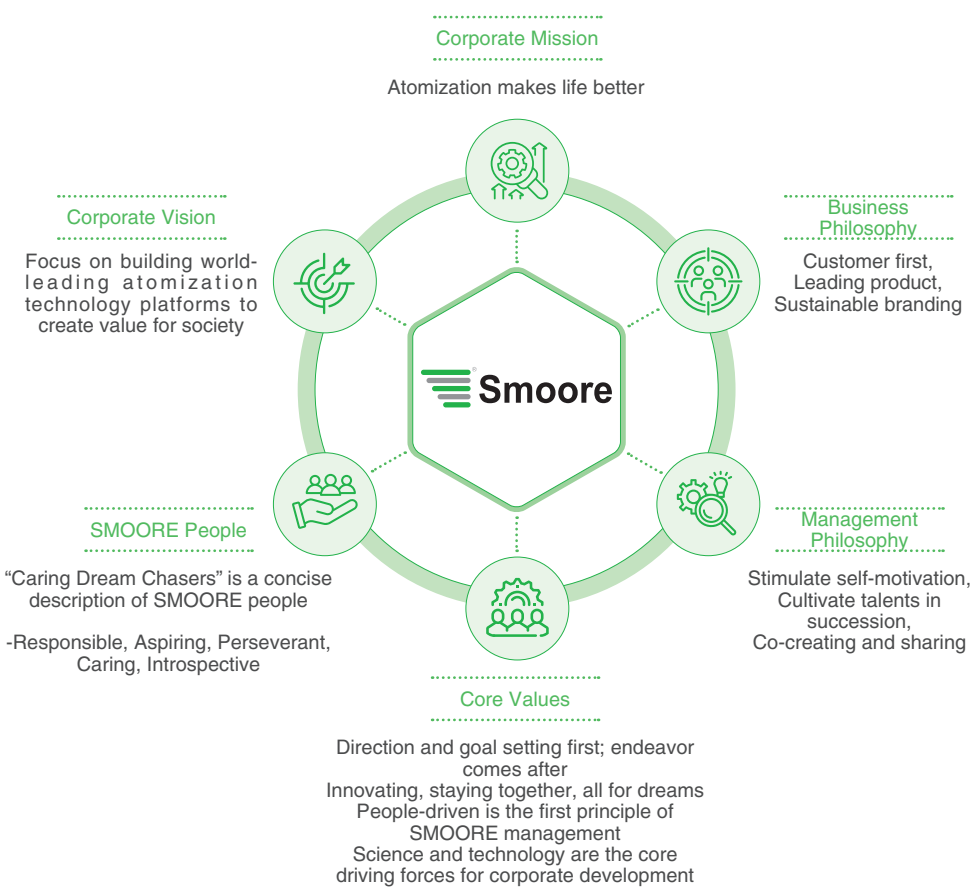 Corporate Mission
Atomization makes life better
Corporate Vision
Focus on building world-
leading atomization
technology platforms to
create value for society
Business
Philosophy
Customer first,
Leading product,
Sustainable branding
Smoore
SMOORE People
“Caring Dream Chasers” is a concise
description of SMOORE people
-Responsible, Aspiring, Perseverant,
Caring, Introspective
Management
Philosophy
Stimulate self-motivation,
Cultivate talents in
succession,
Co-creating and sharing
Core Values
Direction and goal setting first; endeavor
comes after
Innovating, staying together, all for dreams
People-driven is the first principle of
SMOORE management
Science and technology are the core
driving forces for corporate development